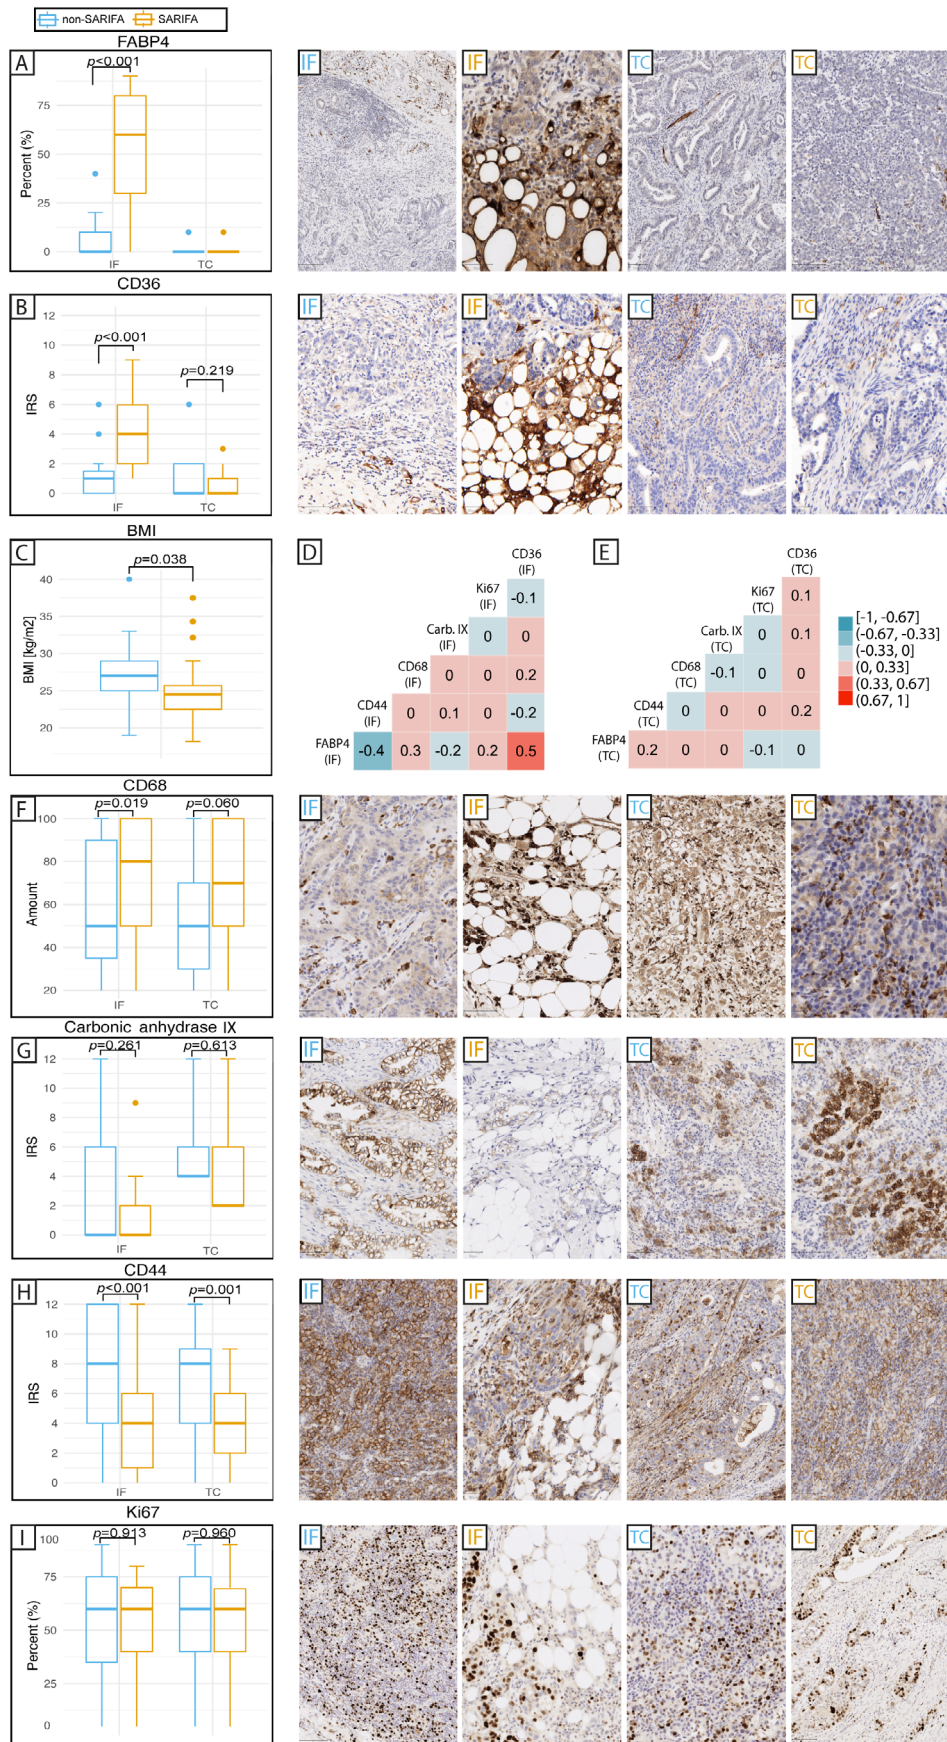 non-SARIFA SARIFA
FABP4
A
p<0.001
75
50
25
0
Percent (%)
IF TC
IF IF TC TC
CD36
B
12
10
8
6
4
2
0
IRS
p<0.001
p=0.219
IF TC
IF IF TC TC
BMI
C
p=0.038
40
35
30
25
20
BMI [kg/m2]
D
CD36 (IF)
Ki67 (IF) -0.1
Carb. IX (IF) 0 0
CD68 (IF) 0 0 0.2
CD44 (IF) 0 0.1 0 -0.2
FABP4 (IF) -0.4 0.3 -0.2 0.2 0.5
E
CD36 (TC)
Ki67 (TC) 0.1
Carb. IX (TC) 0 0.1
CD68 (TC) -0.1 0 0
CD44 (TC) 0 0 0 0.2
FABP4 (TC) 0.2 0 0 -0.1 0
[-1, -0.67]
(-0.67, -0.33]
(-0.33, 0]
(0, 0.33]
(0.33, 0.67]
(0.67, 1]
CD68
F
p=0.019 p=0.060
100
80
60
40
20
Amount
IF TC
IF IF TC TC
Carbonic anhydrase IX
G
p=0.261 p=0.613
12
10
8
6
4
2
0
IRS
IF TC
IF IF TC TC
CD44
H
p<0.001 p=0.001
12
10
8
6
4
2
0
IRS
IF TC
IF IF TC TC
Ki67
I
p=0.913 p=0.960
100
75
50
25
0
Percent (%)
IF IF TC TC